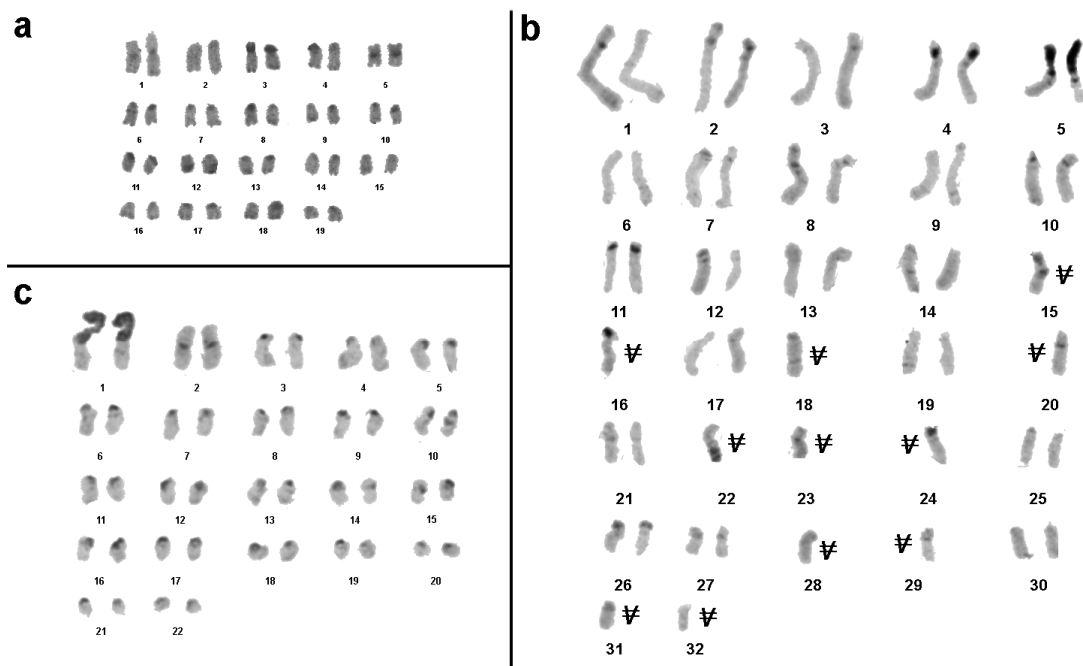 a
1 2 3 4 5
6 7 8 9 10
11 12 13 14 15
16 17 18 19
b
1 2 3 4 5
6 7 8 9 10
11 12 13 14 15 ∀
16 ∀ 17 18 ∀ 19 ∀ 20
21 22 ∀ 23 ∀ ∀ 24 25
26 27 28 ∀ ∀ 29 30
31 ∀ 32 ∀
c
1 2 3 4 5
6 7 8 9 10
11 12 13 14 15
16 17 18 19 20
21 22